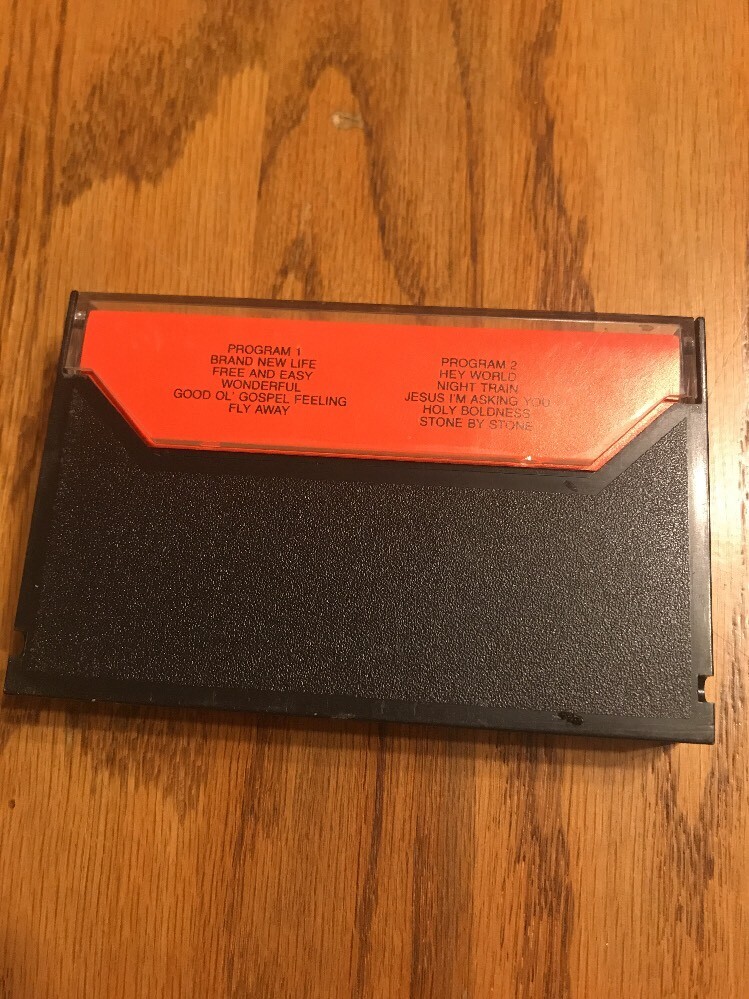 PROGRAM 1
BRAND NEW LIFE
FREE AND EASY
WONDERFUL
GOOD OL' GOSPEL FEELING
FLY AWAY
PROGRAM 2
HEY WORLD
NIGHT TRAIN
JESUS I'M ASKING YOU
HOLY BOLDNESS
STONE BY STONE